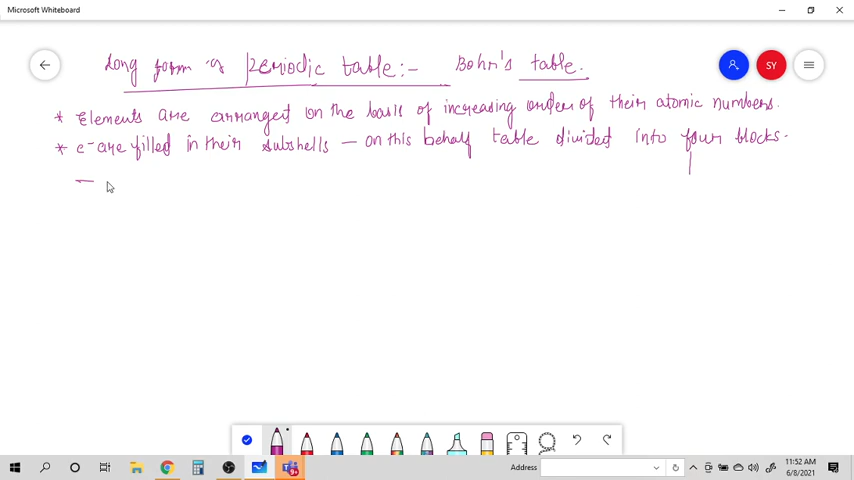 Microsoft Whiteboard
SY
Long form of Periodic table:- Bohr's table.
* Elements are arranged on the basis of increasing order of their atomic numbers.
* e⁻ are filled in their subshells — on this behalf table divided into four blocks.
—
Address
11:52 AM
6/8/2021